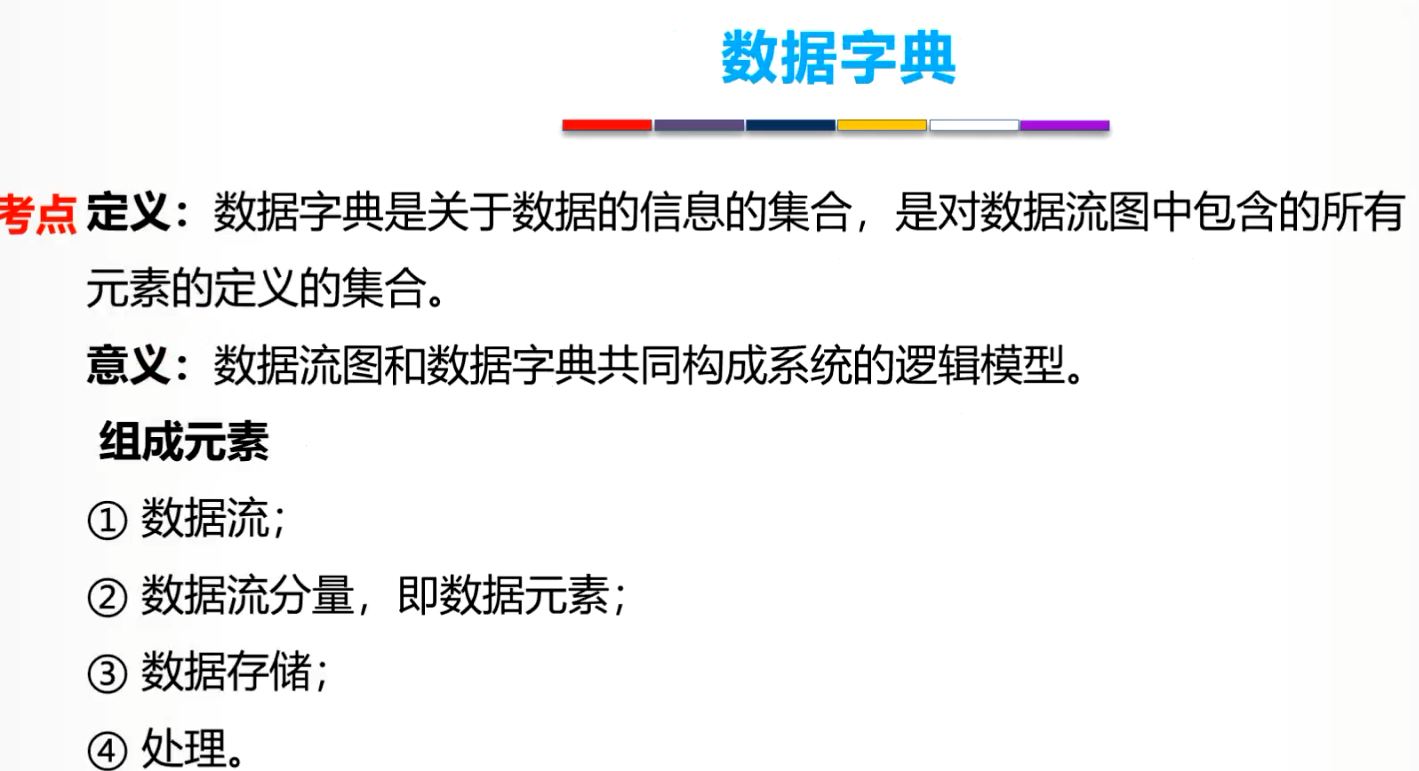 数据字典
考点 定义：数据字典是关于数据的信息的集合，是对数据流图中包含的所有
元素的定义的集合。
意义：数据流图和数据字典共同构成系统的逻辑模型。
组成元素
① 数据流；
② 数据流分量，即数据元素；
③ 数据存储；
④ 处理。